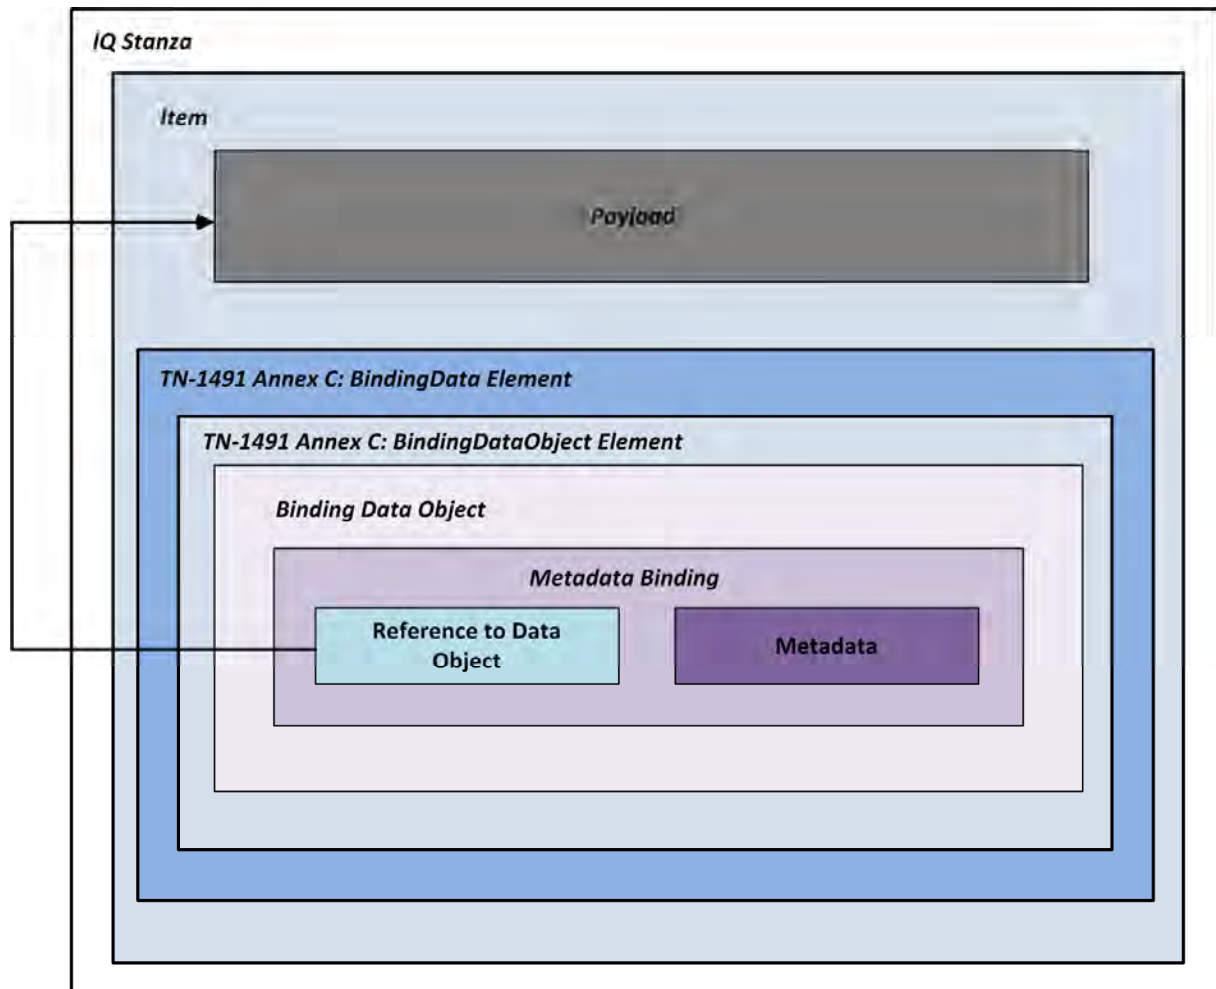 IQ Stanza
Item
Payload
TN-1491 Annex C: BindingData Element
TN-1491 Annex C: BindingDataObject Element
Binding Data Object
Metadata Binding
Reference to Data
Object
Metadata